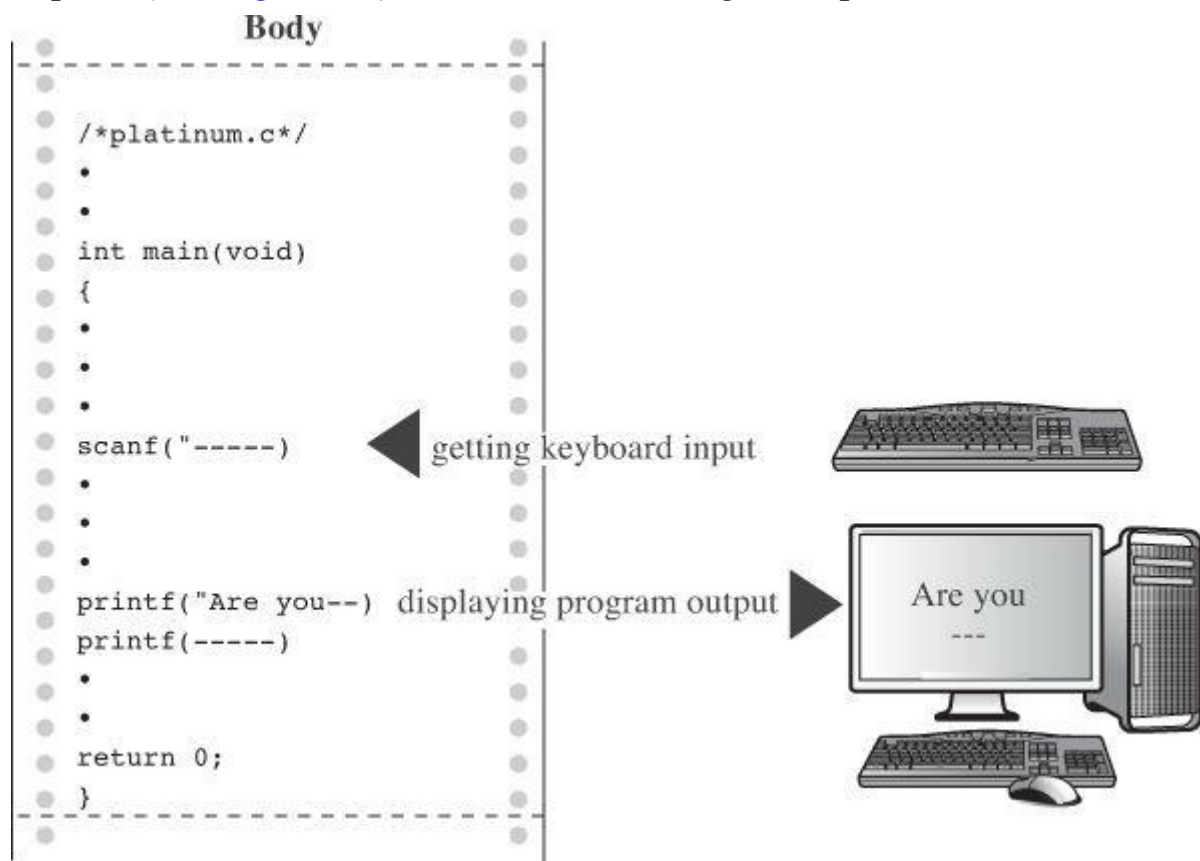 Body
/*platinum.c*/
•
•
int main(void)
{
•
•
•
scanf("-----)
getting keyboard input
•
•
•
printf("Are you--)
displaying program output
Are you
---
printf(-----)
•
•
return 0;
}